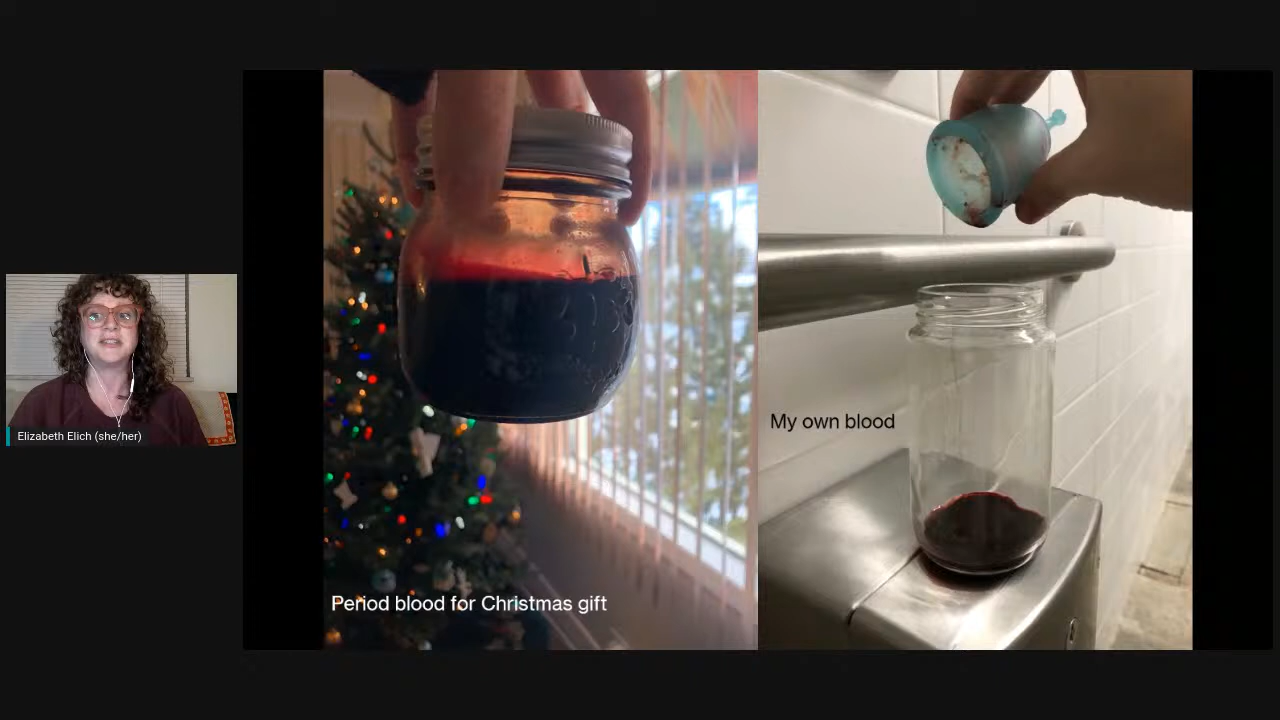 Elizabeth Elich (she/her)
Period blood for Christmas gift
My own blood